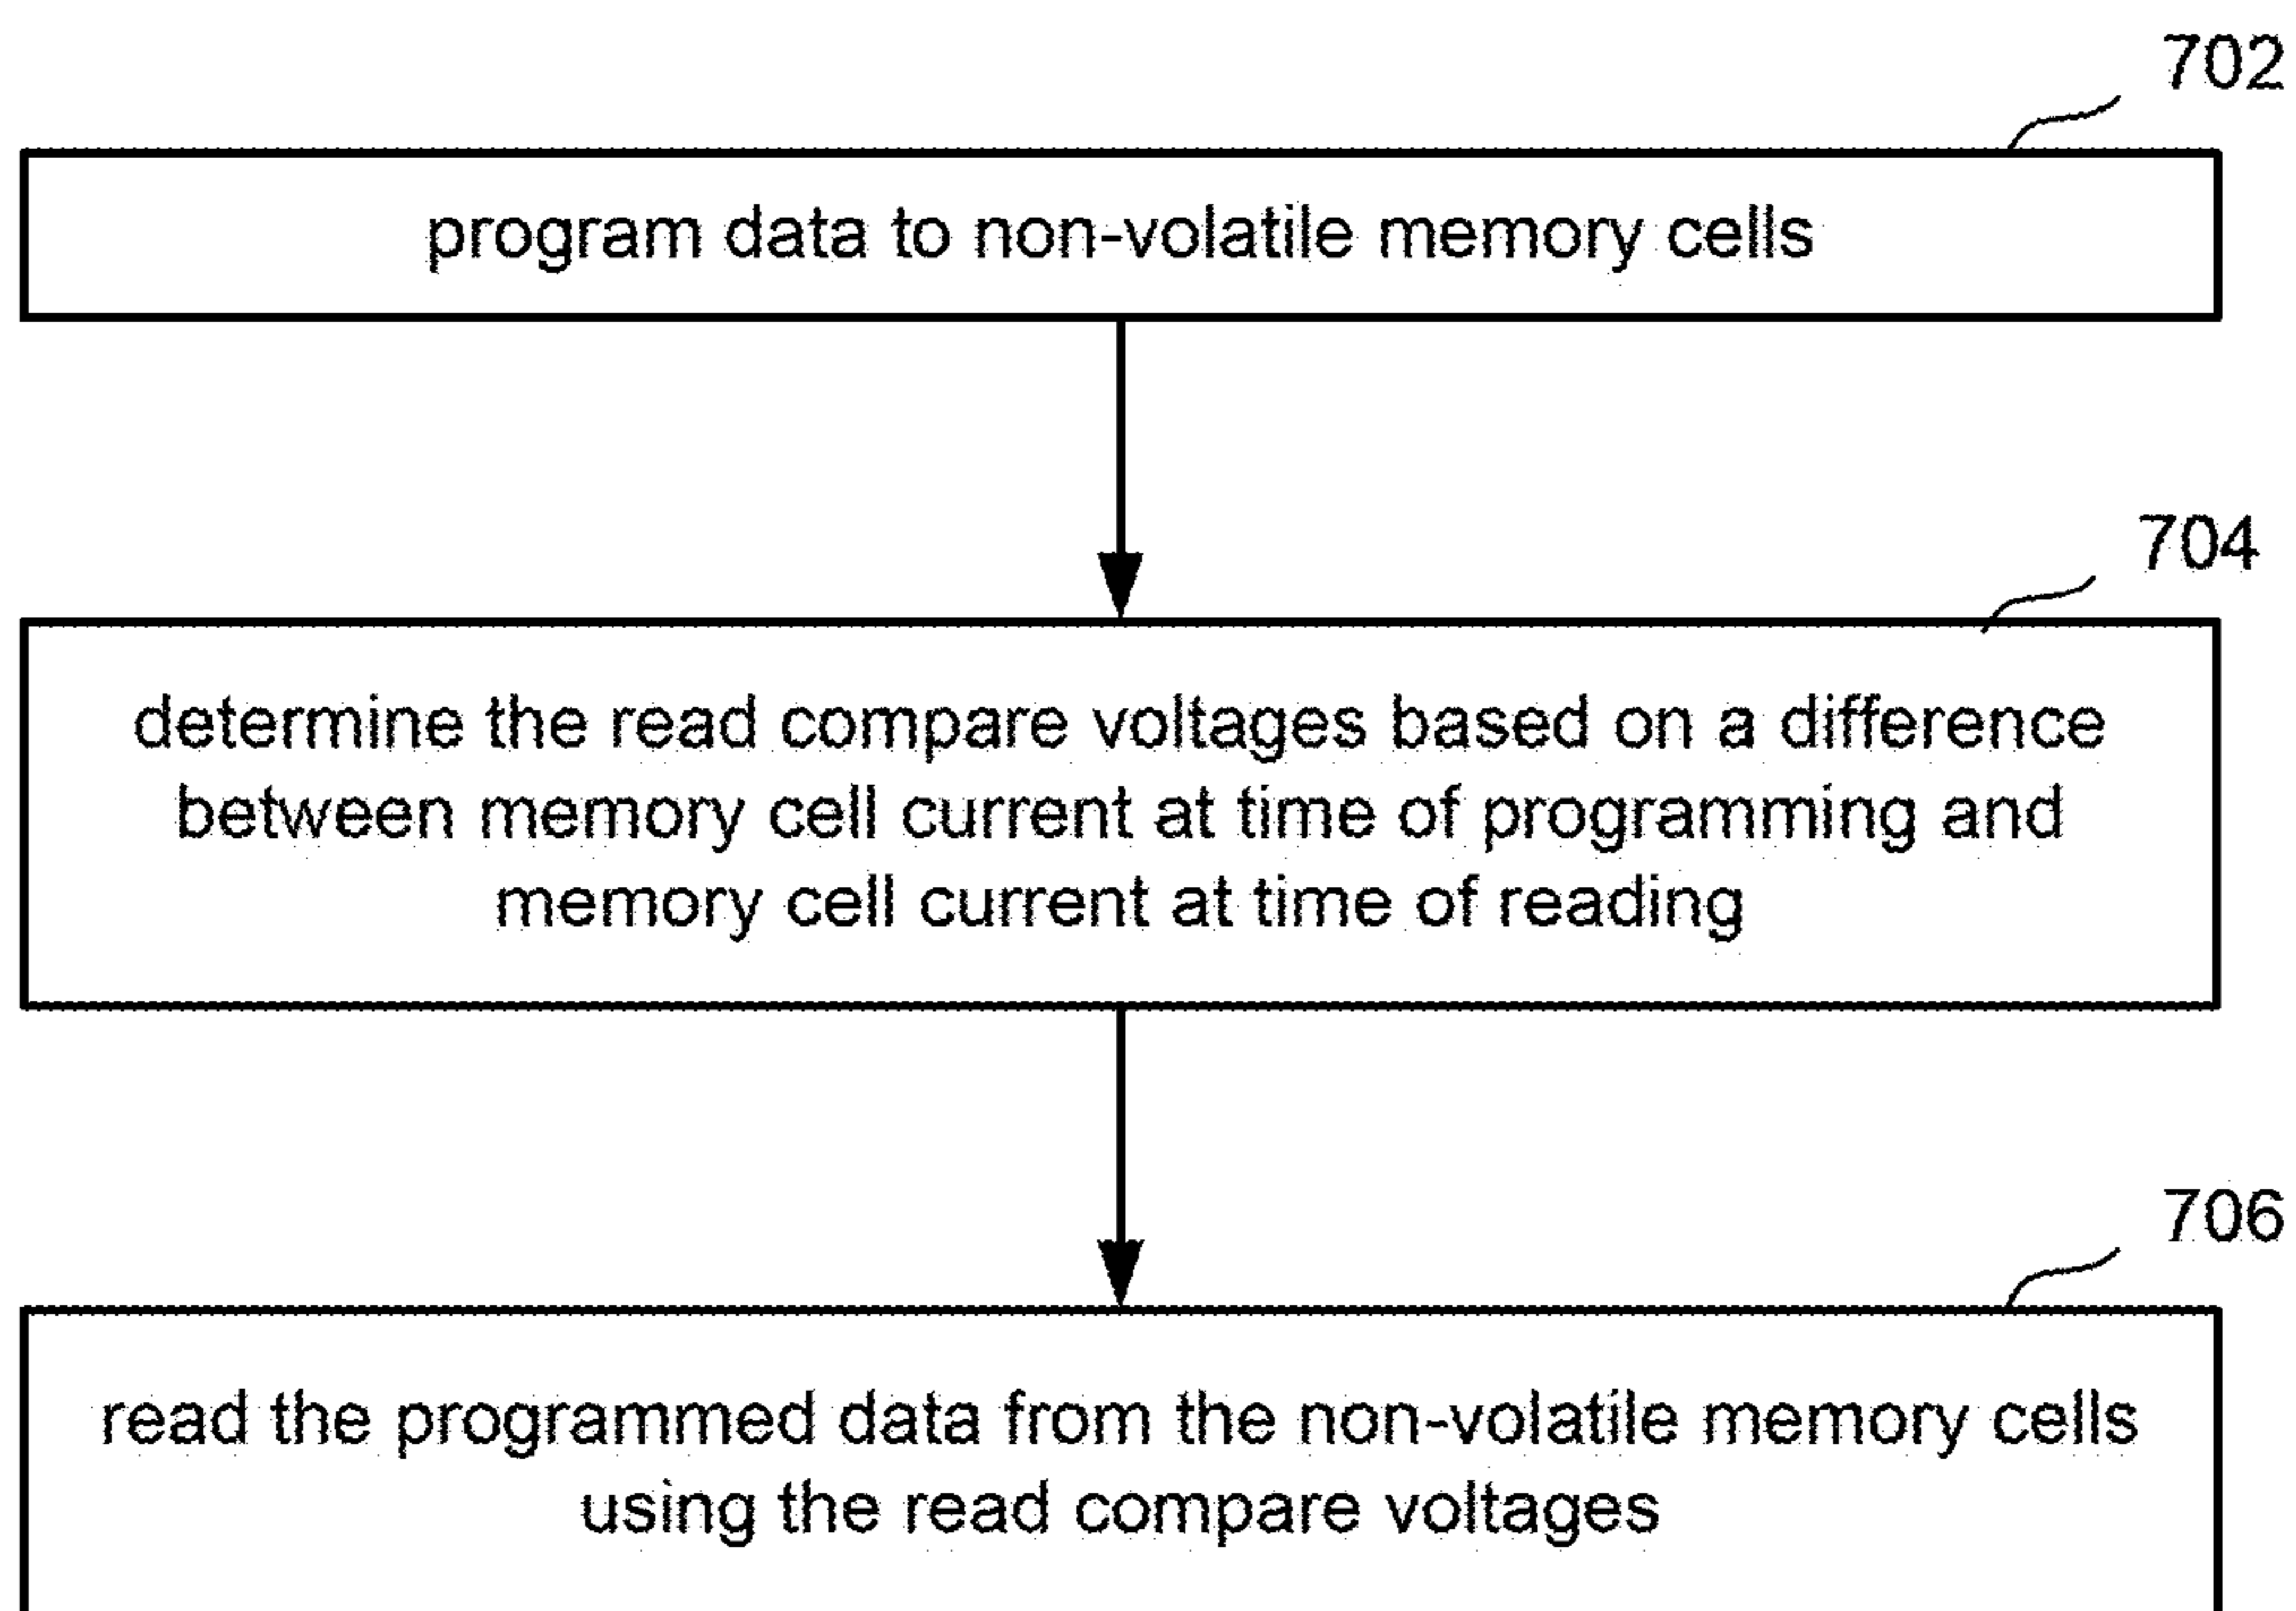 702
program data to non-volatile memory cells
704
determine the read compare voltages based on a difference
between memory cell current at time of programming and
memory cell current at time of reading
706
read the programmed data from the non-volatile memory cells
using the read compare voltages